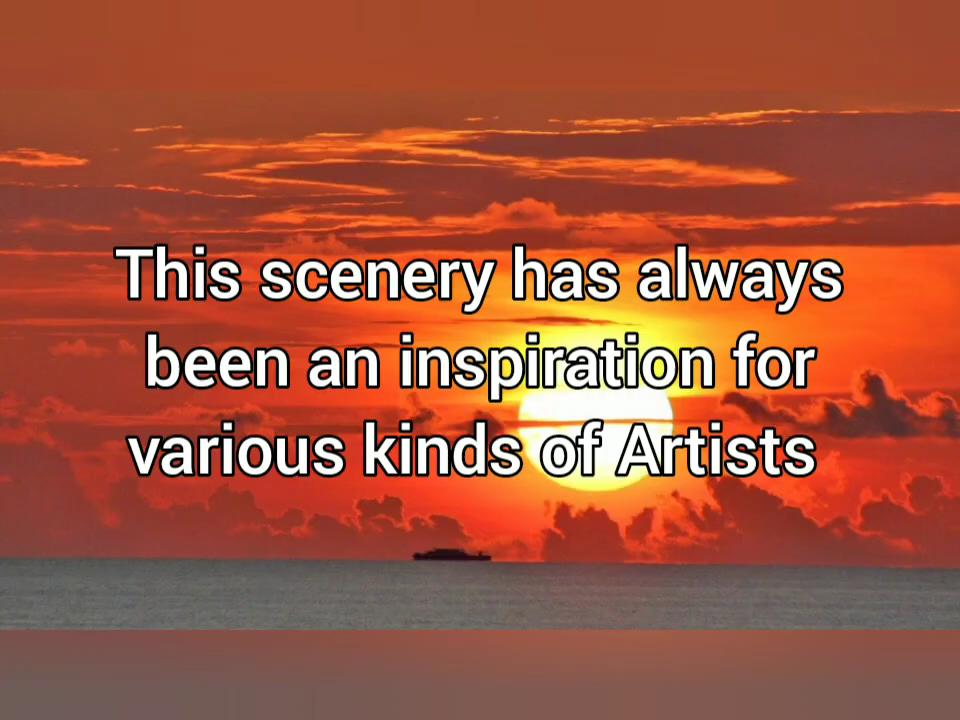 This scenery has always
been an inspiration for
various kinds of Artists